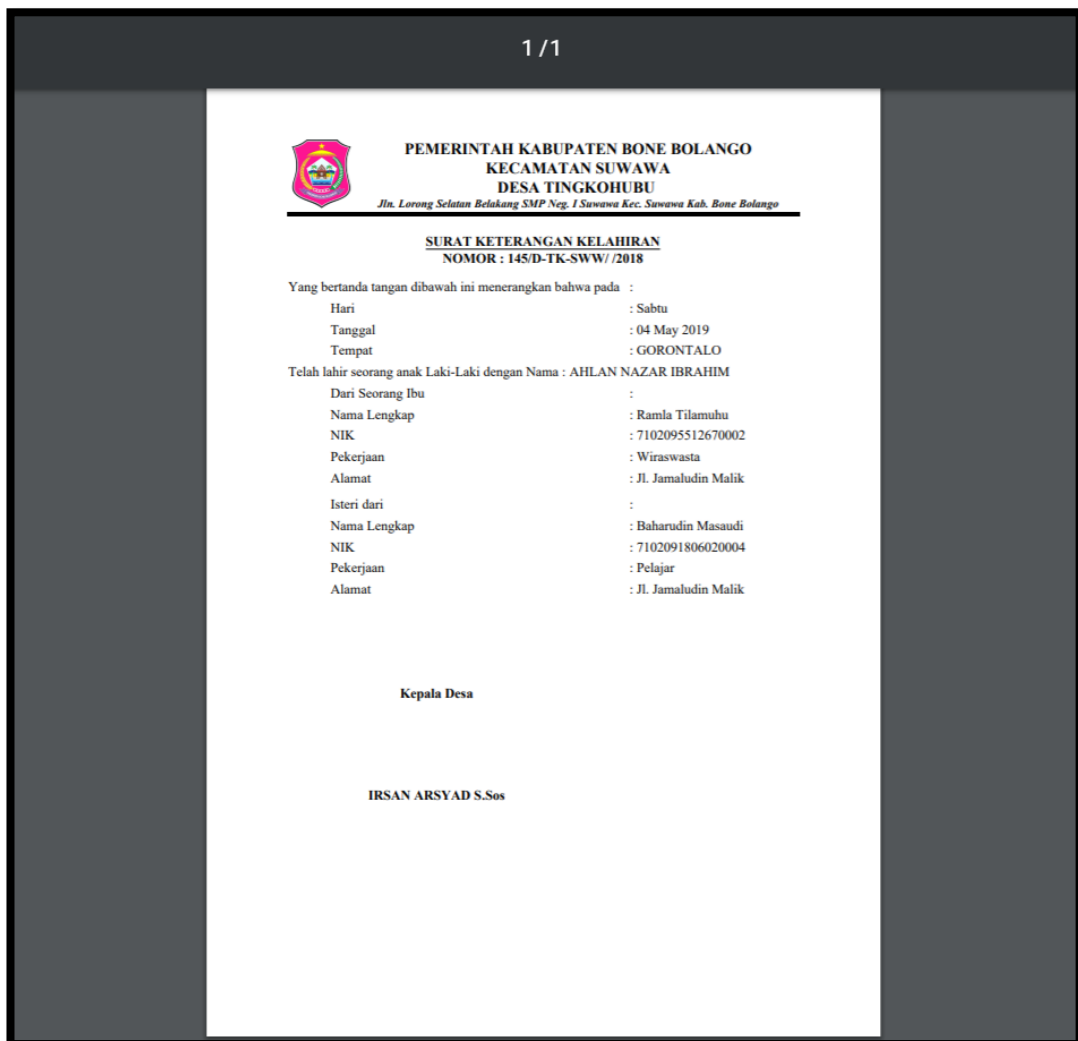 1 / 1
PEMERINTAH KABUPATEN BONE BOLANGO
KECAMATAN SUWAWA
DESA TINGKOHUBU
Jln. Lorong Selatan Belakang SMP Neg. I Suwawa Kec. Suwawa Kab. Bone Bolango
SURAT KETERANGAN KELAHIRAN
NOMOR : 145/D-TK-SWW/ /2018
Yang bertanda tangan dibawah ini menerangkan bahwa pada :
Hari : Sabtu
Tanggal : 04 May 2019
Tempat : GORONTALO
Telah lahir seorang anak Laki-Laki dengan Nama : AHLAN NAZAR IBRAHIM
Dari Seorang Ibu :
Nama Lengkap : Ramla Tilamuhu
NIK : 7102095512670002
Pekerjaan : Wiraswasta
Alamat : Jl. Jamaludin Malik
Isteri dari :
Nama Lengkap : Baharudin Masaudi
NIK : 7102091806020004
Pekerjaan : Pelajar
Alamat : Jl. Jamaludin Malik
Kepala Desa
IRSAN ARSYAD S.Sos